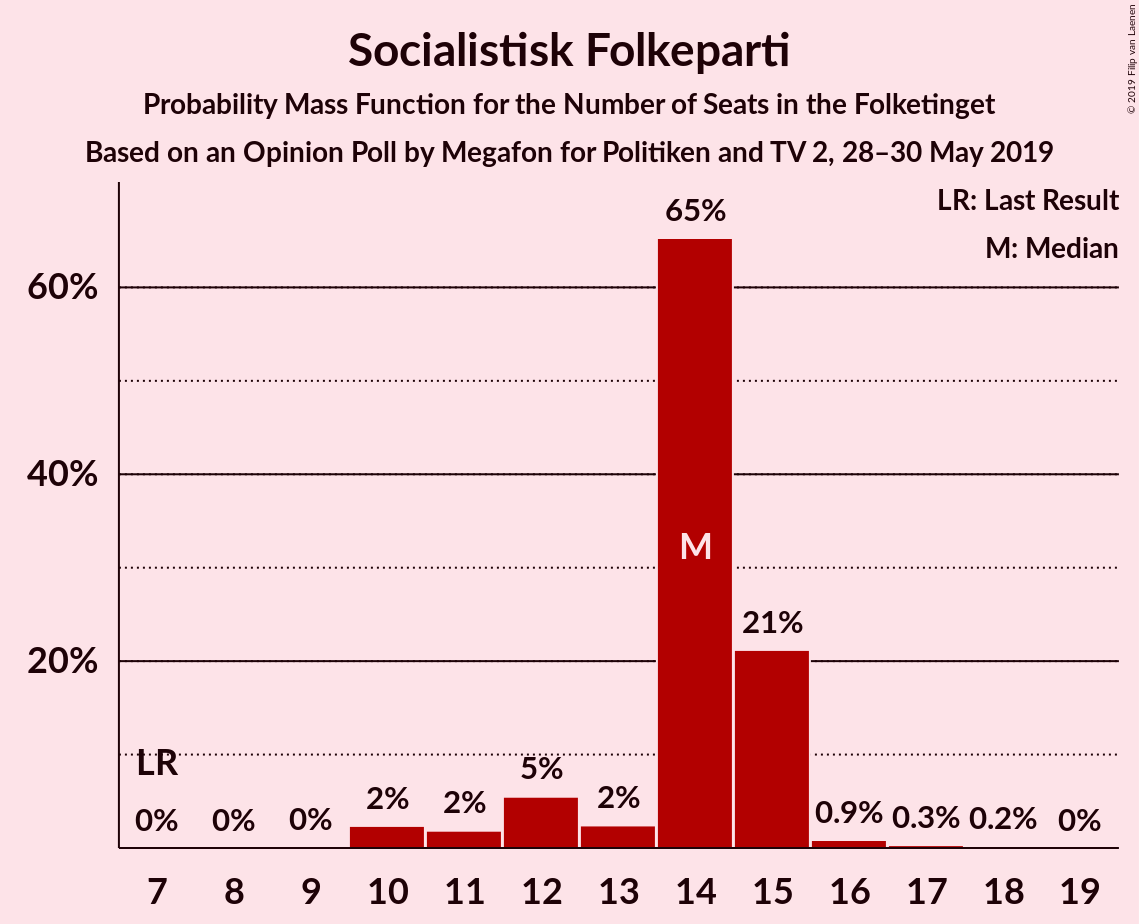 Socialistisk Folkeparti
Probability Mass Function for the Number of Seats in the Folketinget
Based on an Opinion Poll by Megafon for Politiken and TV 2, 28–30 May 2019
© 2019 Filip van Laenen
LR: Last Result
M: Median
65%
60%
40%
M
21%
20%
LR
5%
0% 0% 0% 2% 2% 2% 0.9% 0.3% 0.2% 0%
7 8 9 10 11 12 13 14 15 16 17 18 19